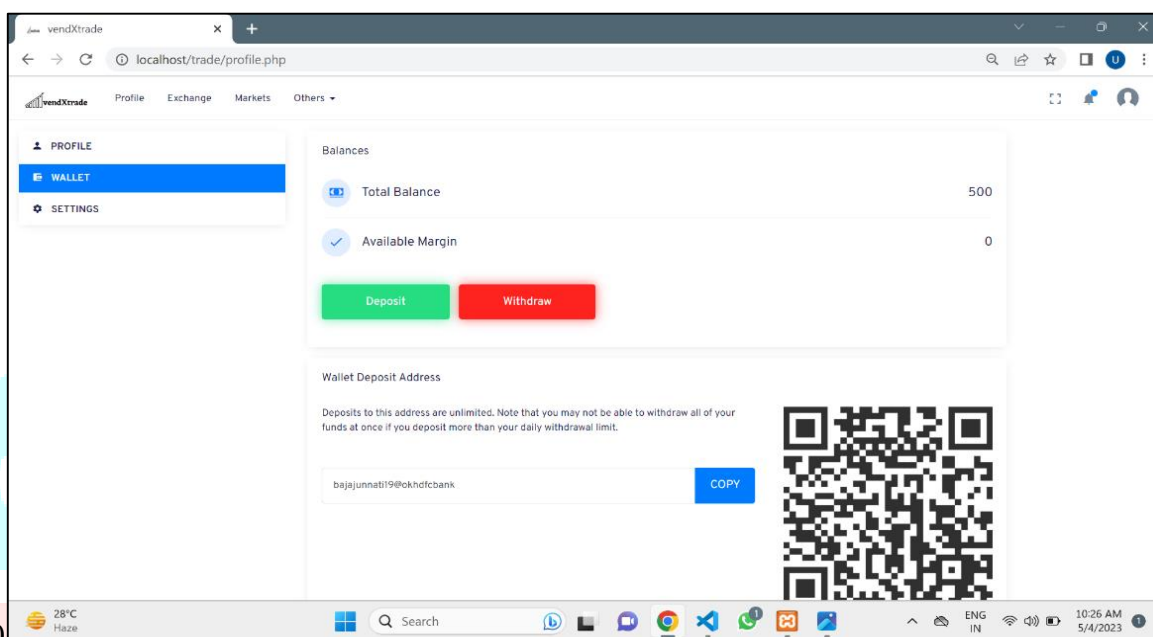 vendXtrade
localhost/trade/profile.php
U
vendXtrade Profile Exchange Markets Others
PROFILE
WALLET
SETTINGS
Balances
Total Balance 500
Available Margin 0
Deposit Withdraw
Wallet Deposit Address
Deposits to this address are unlimited. Note that you may not be able to withdraw all of your
funds at once if you deposit more than your daily withdrawal limit.
bajajunnati19@okhdfcbank COPY
28°C
Haze
Search
1
ENG
IN
10:26 AM
5/4/2023
1